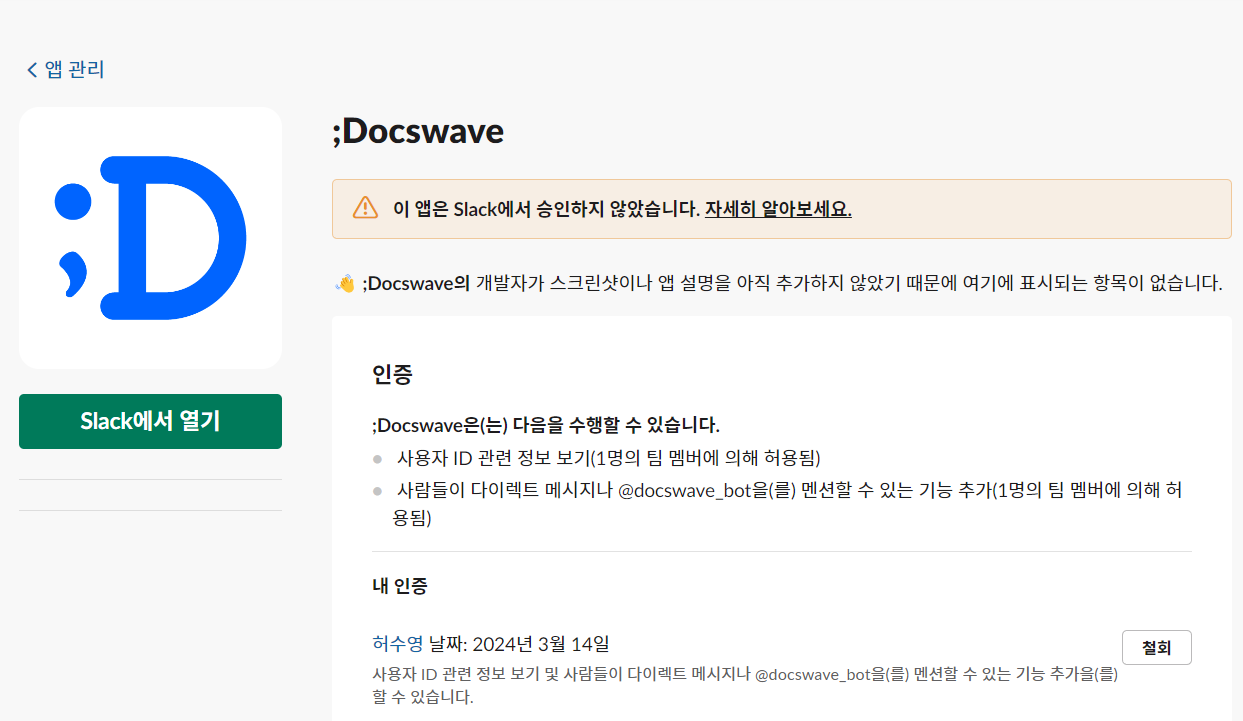 앱 관리
;D
;Docswave
이 앱은 Slack에서 승인하지 않았습니다. 자세히 알아보세요.
;Docswave의 개발자가 스크린샷이나 앱 설명을 아직 추가하지 않았기 때문에 여기에 표시되는 항목이 없습니다.
Slack에서 열기
인증
;Docswave은(는) 다음을 수행할 수 있습니다.
사용자 ID 관련 정보 보기(1명의 팀 멤버에 의해 허용됨)
사람들이 다이렉트 메시지나 @docswave_bot을(를) 멘션할 수 있는 기능 추가(1명의 팀 멤버에 의해 허
용됨)
내 인증
허수영 날짜: 2024년 3월 14일
철회
사용자 ID 관련 정보 보기 및 사람들이 다이렉트 메시지나 @docswave_bot을(를) 멘션할 수 있는 기능 추가을(를)
할 수 있습니다.